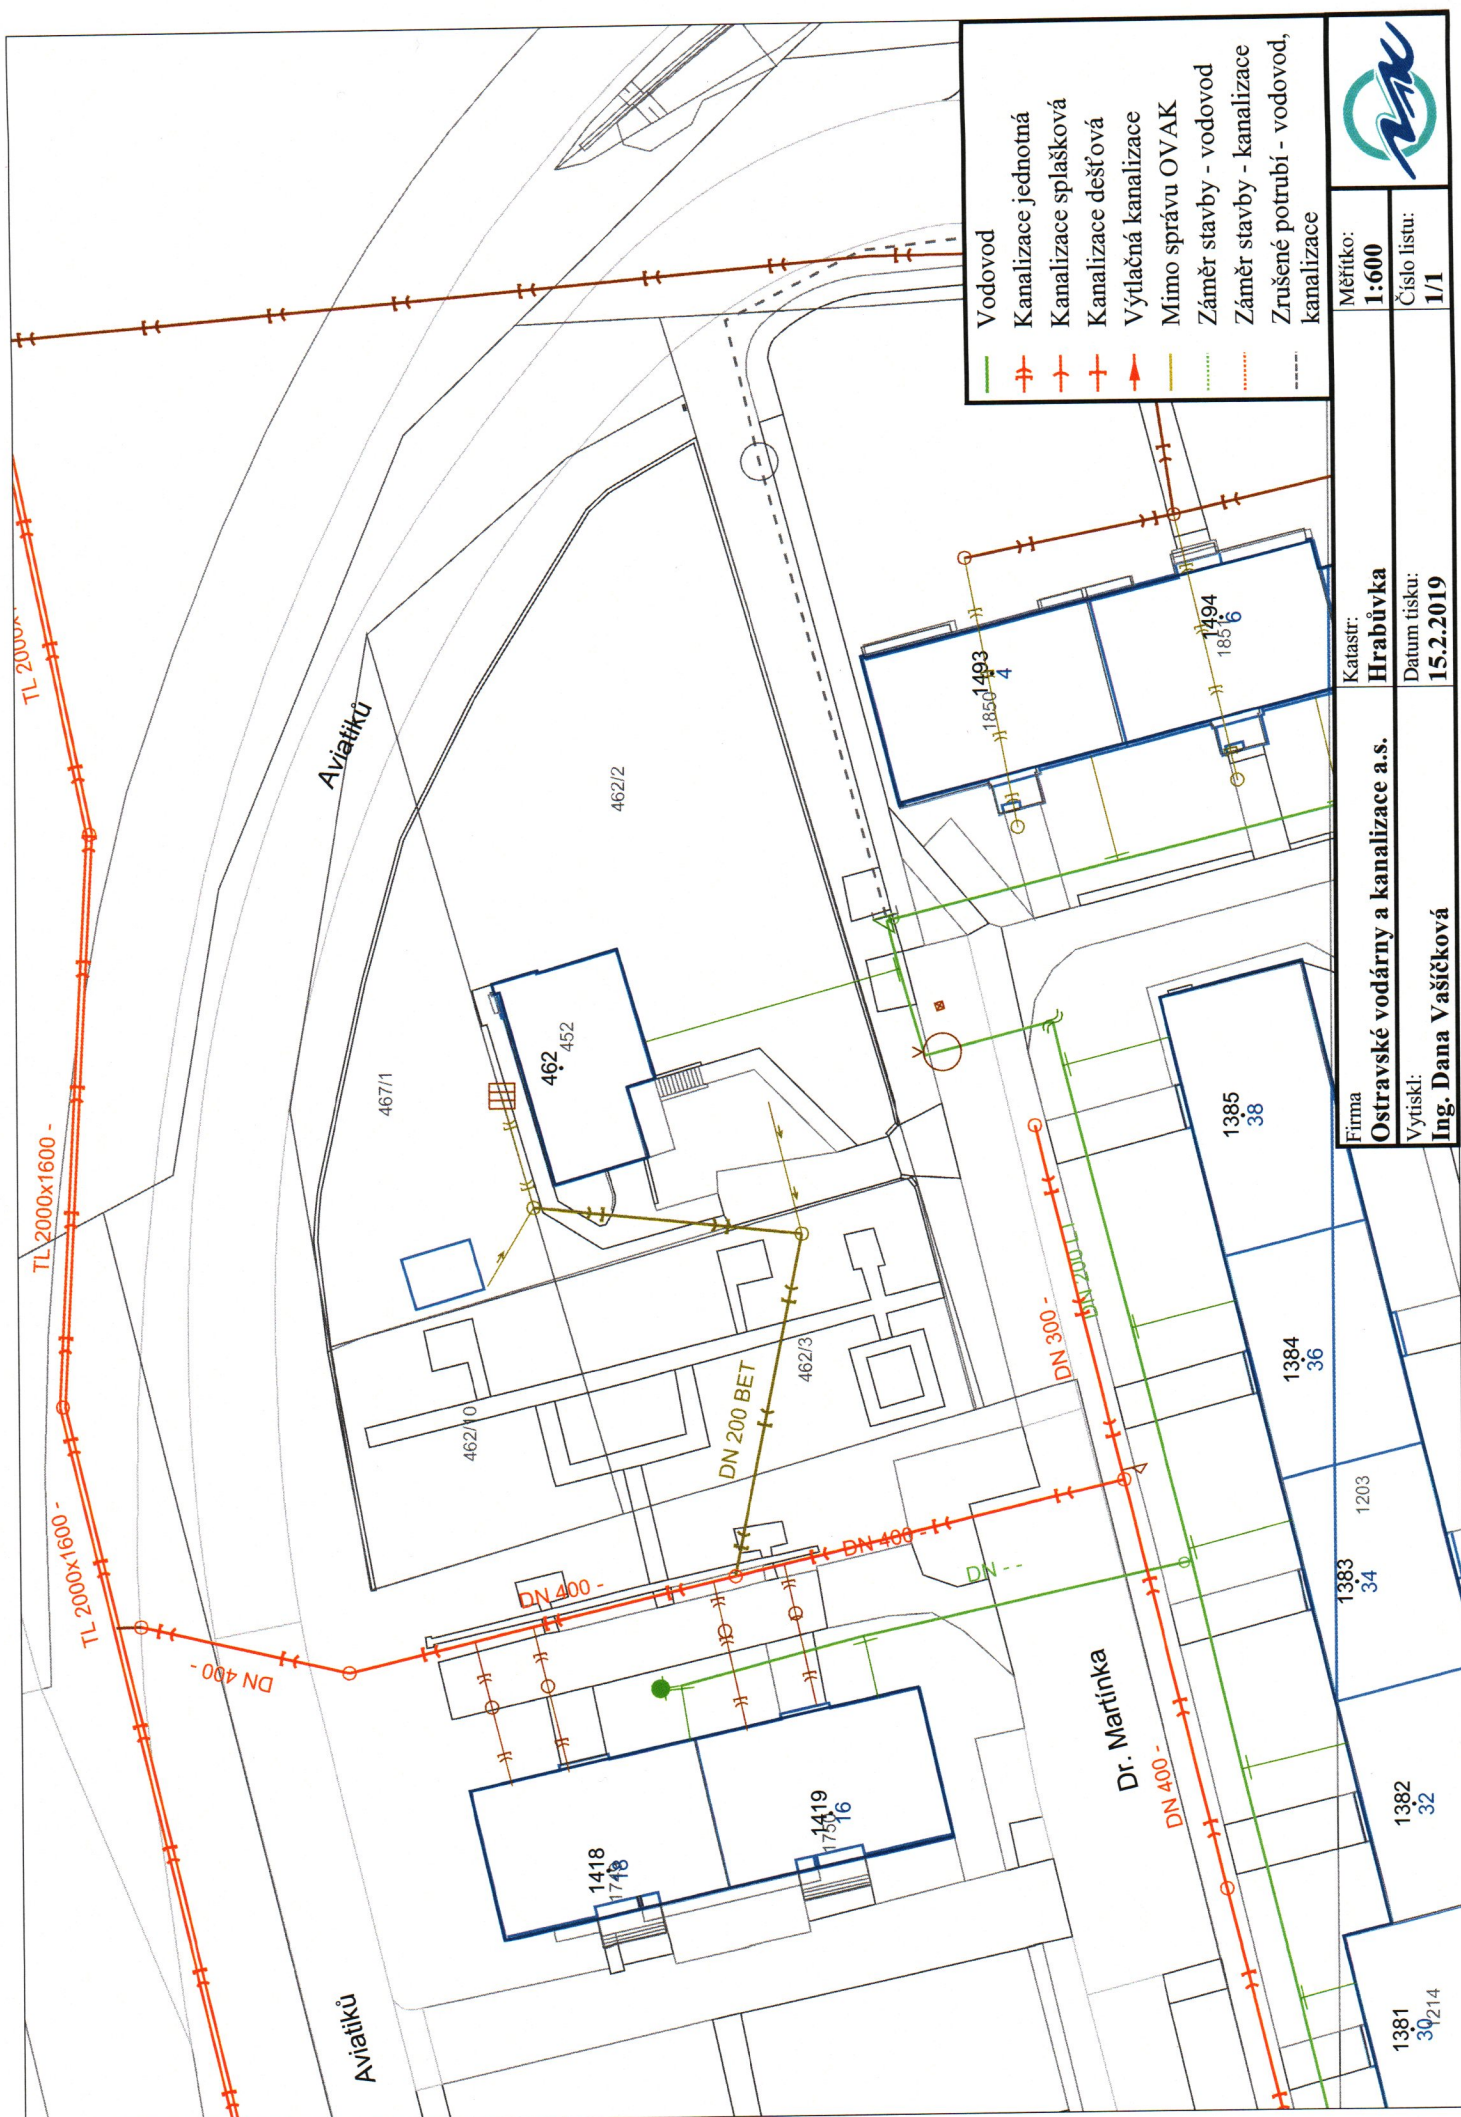 TL 2000x1600 -
TL 2000x1600 -
DN 400 -
DN 400 -
DN 400 -
DN 300 -
DN 400 -
DN 200 BET
DN - -
Aviatiků
Aviatiků
Dr. Martínka
467/1
462/2
462/10
462/3
462
452
1493
1850
4
1494
1851
6
1385
38
1384
36
1203
1383
34
1382
32
1381
30
1214
1418
18
1419
1750
16
Vodovod
Kanalizace jednotná
Kanalizace splašková
Kanalizace dešťová
Výtlačná kanalizace
Mimo správu OVAK
Záměr stavby - vodovod
Záměr stavby - kanalizace
Zrušené potrubí - vodovod,
kanalizace
Firma
Ostravské vodárny a kanalizace a.s.
Katastr:
Hrabůvka
Měřítko:
1:600
Vytiskl:
Ing. Dana Vašíčková
Datum tisku:
15.2.2019
Číslo listu:
1/1